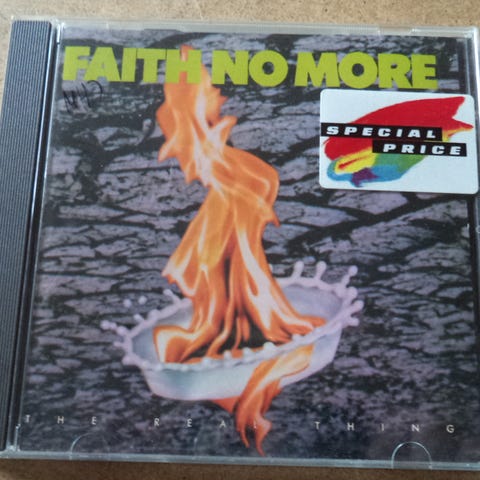 FAITH NO MORE
SPECIAL
PRICE
THE REAL THING